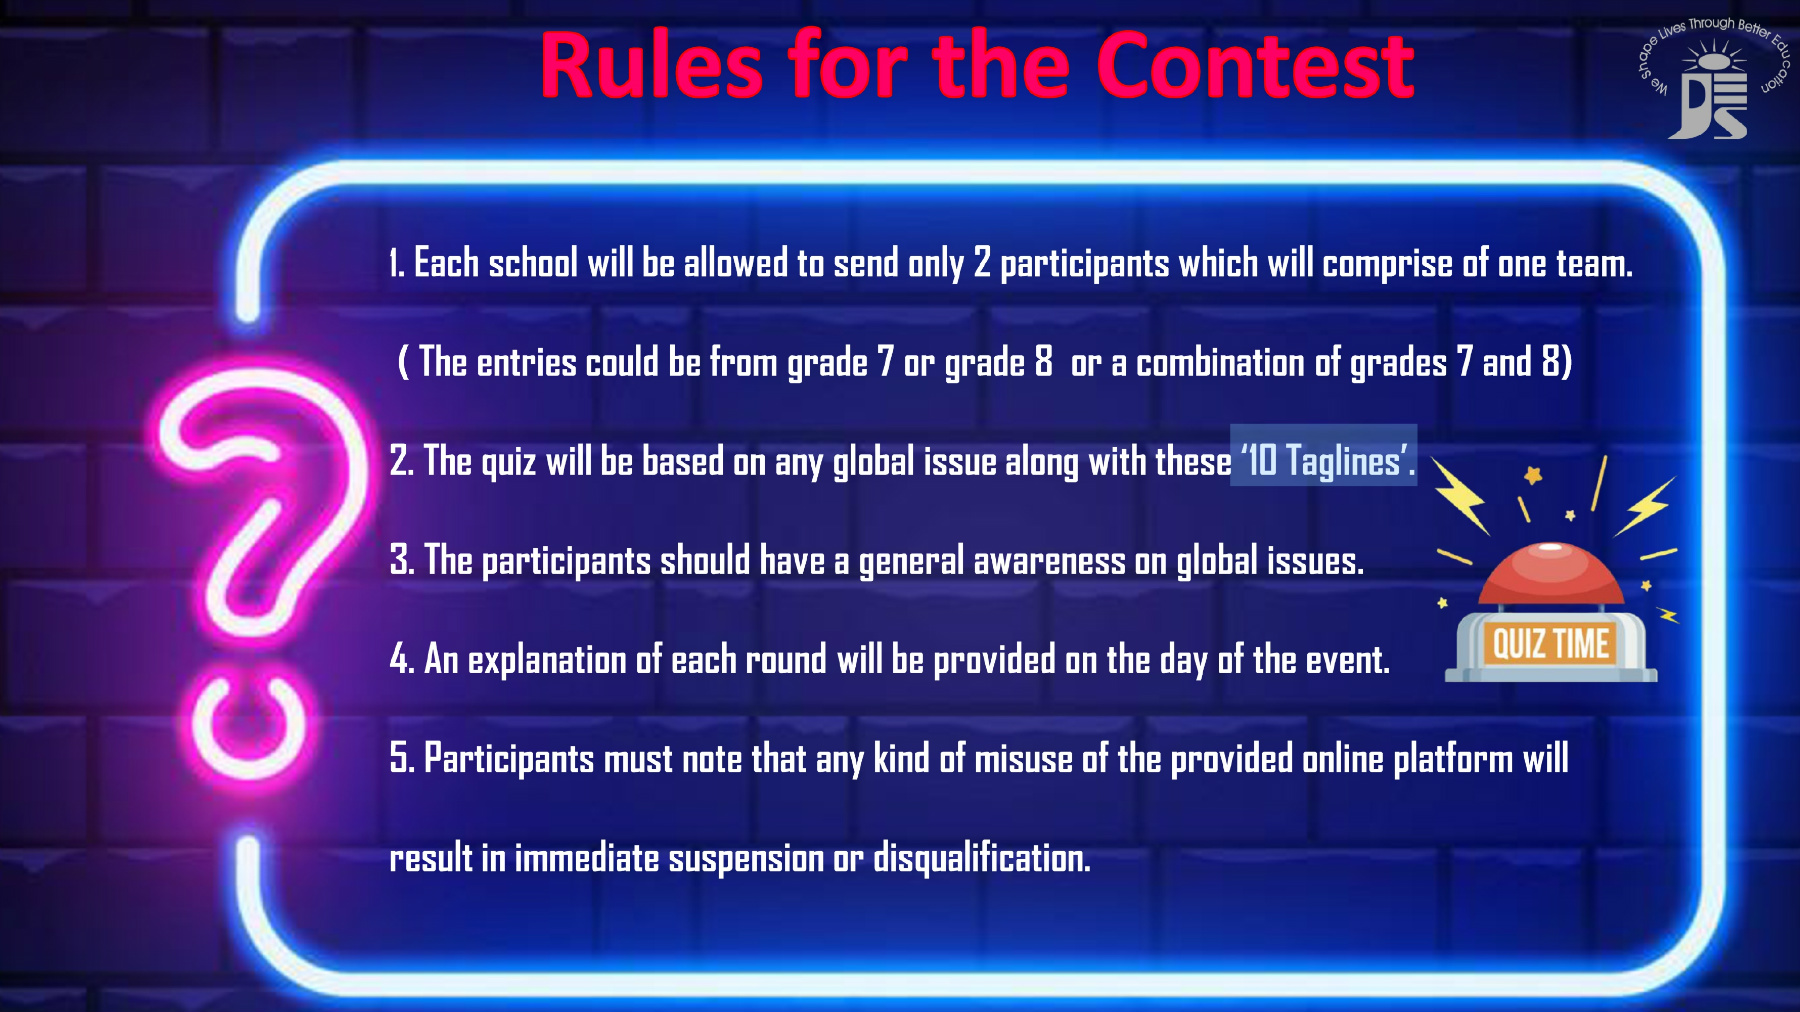 Rules for the Contest
We Shape Lives Through Better Education
JDES
1. Each school will be allowed to send only 2 participants which will comprise of one team.
( The entries could be from grade 7 or grade 8 or a combination of grades 7 and 8)
2. The quiz will be based on any global issue along with these ‘10 Taglines’.
3. The participants should have a general awareness on global issues.
QUIZ TIME
4. An explanation of each round will be provided on the day of the event.
5. Participants must note that any kind of misuse of the provided online platform will
result in immediate suspension or disqualification.